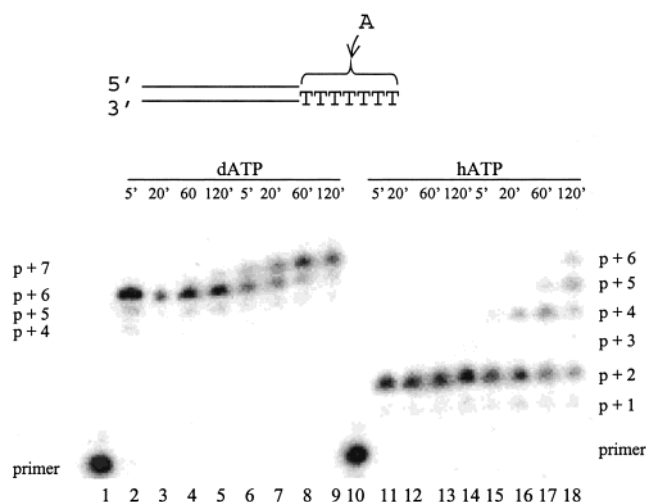 A
5′
3′ TTTTTTT
dATP hATP
5′ 20′ 60 120′ 6′ 20′ 60′ 120′ 5′ 20′ 60′ 120′ 5′ 20′ 60′ 120′
p + 7
p + 6
p + 5
p + 4
primer
p + 6
p + 5
p + 4
p + 3
p + 2
p + 1
primer
1 2 3 4 5 6 7 8 9 10 11 12 13 14 15 16 17 18